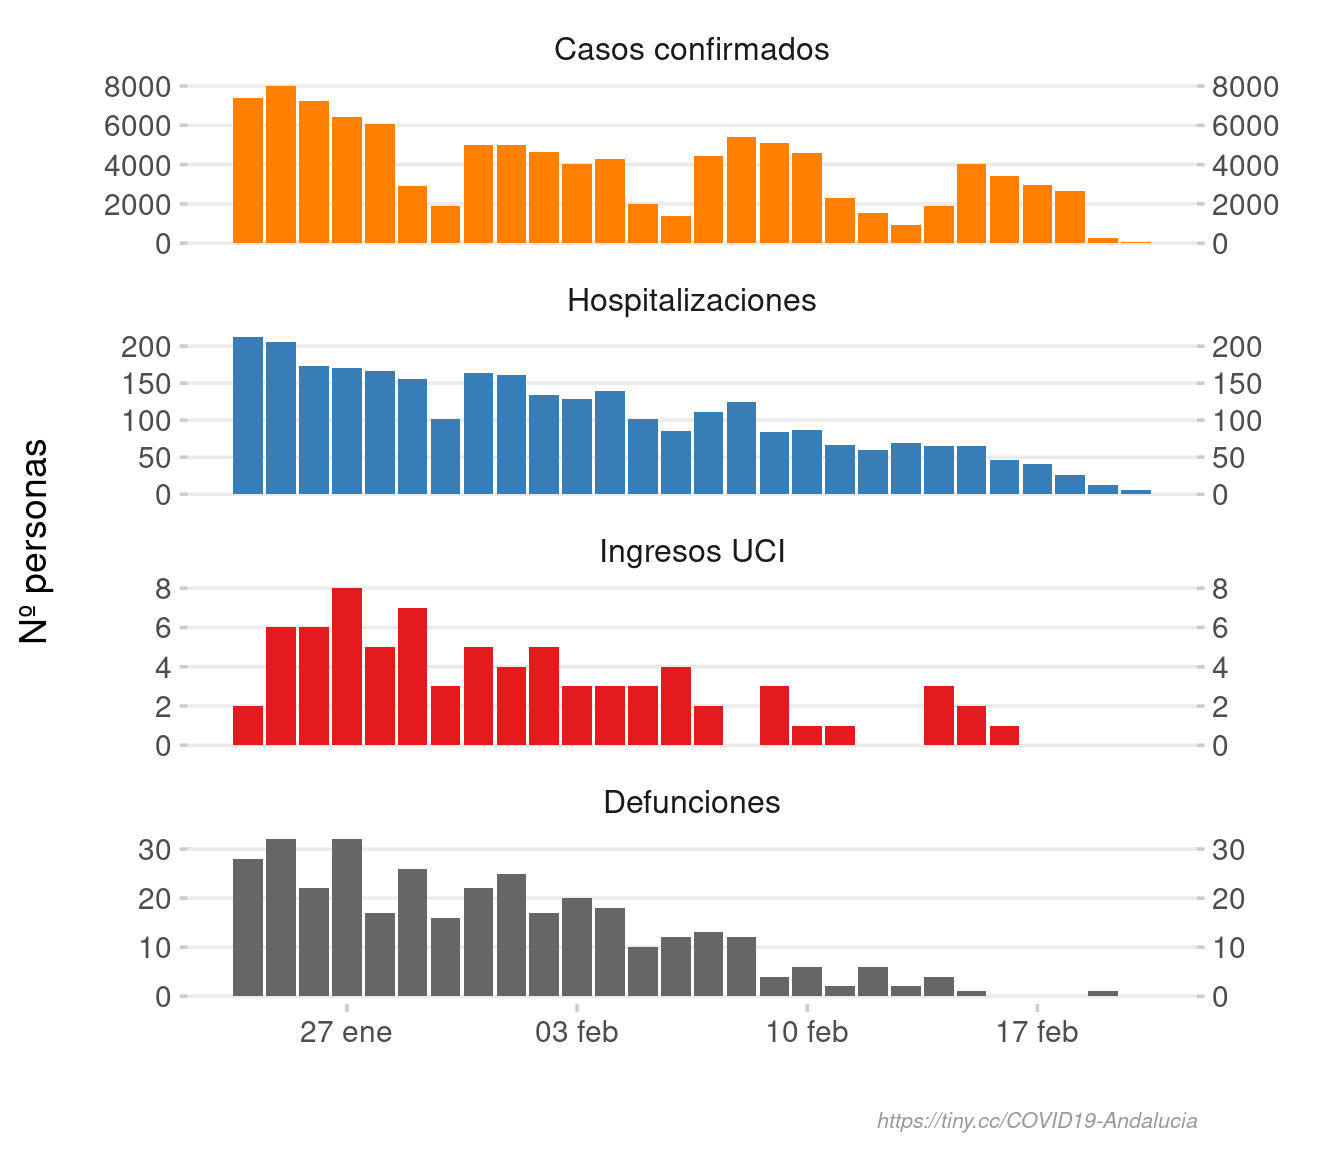 Casos confirmados
8000 8000
6000 6000
4000 4000
2000 2000
0 0
Hospitalizaciones
200 200
150 150
100 100
50 50
0 0
Nº personas
Ingresos UCI
8 8
6 6
4 4
2 2
0 0
Defunciones
30 30
20 20
10 10
0 0
27 ene 03 feb 10 feb 17 feb
https://tiny.cc/COVID19-Andalucia